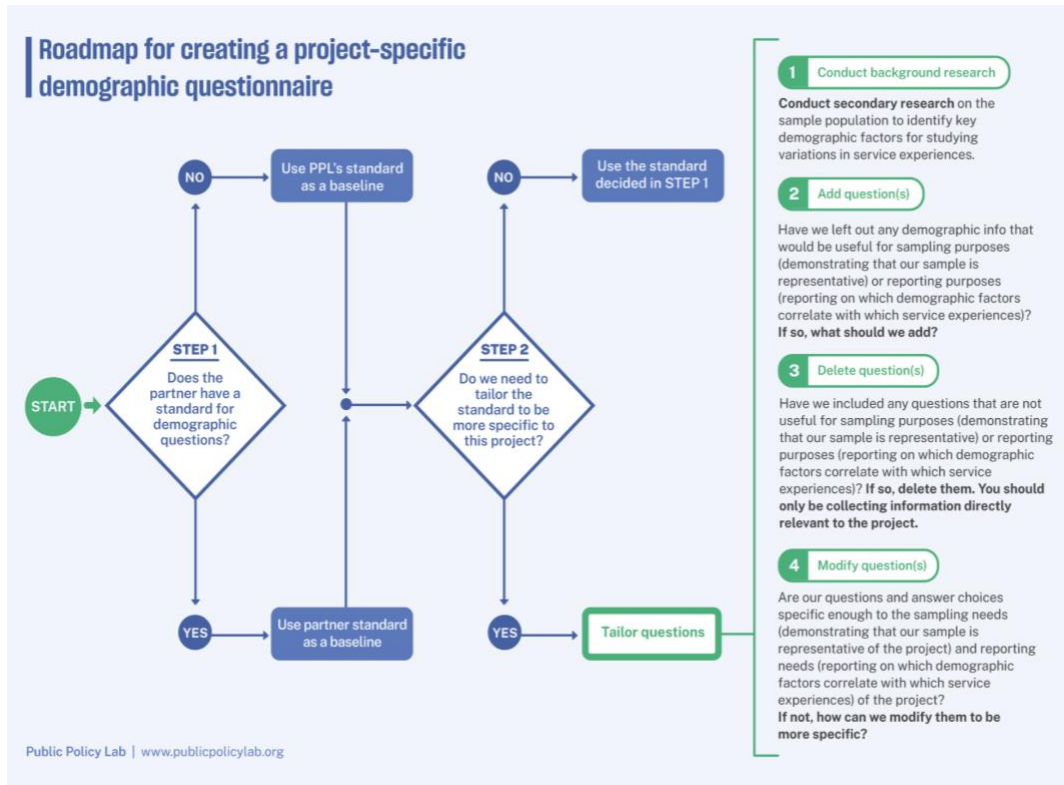 Roadmap for creating a project-specific
demographic questionnaire
START
STEP 1
Does the
partner have a
standard for
demographic
questions?
NO
Use PPL's standard
as a baseline
YES
Use partner standard
as a baseline
STEP 2
Do we need to
tailor the
standard to be
more specific to
this project?
NO
Use the standard
decided in STEP 1
YES
Tailor questions
1 Conduct background research
Conduct secondary research on the
sample population to identify key
demographic factors for studying
variations in service experiences.
2 Add question(s)
Have we left out any demographic info that
would be useful for sampling purposes
(demonstrating that our sample is
representative) or reporting purposes
(reporting on which demographic factors
correlate with which service experiences)?
If so, what should we add?
3 Delete question(s)
Have we included any questions that are not
useful for sampling purposes (demonstrating
that our sample is representative) or reporting
purposes (reporting on which demographic
factors correlate with which service
experiences)? If so, delete them. You should
only be collecting information directly
relevant to the project.
4 Modify question(s)
Are our questions and answer choices
specific enough to the sampling needs
(demonstrating that our sample is
representative of the project) and reporting
needs (reporting on which demographic
factors correlate with which service
experiences) of the project?
If not, how can we modify them to be
more specific?
Public Policy Lab | www.publicpolicylab.org